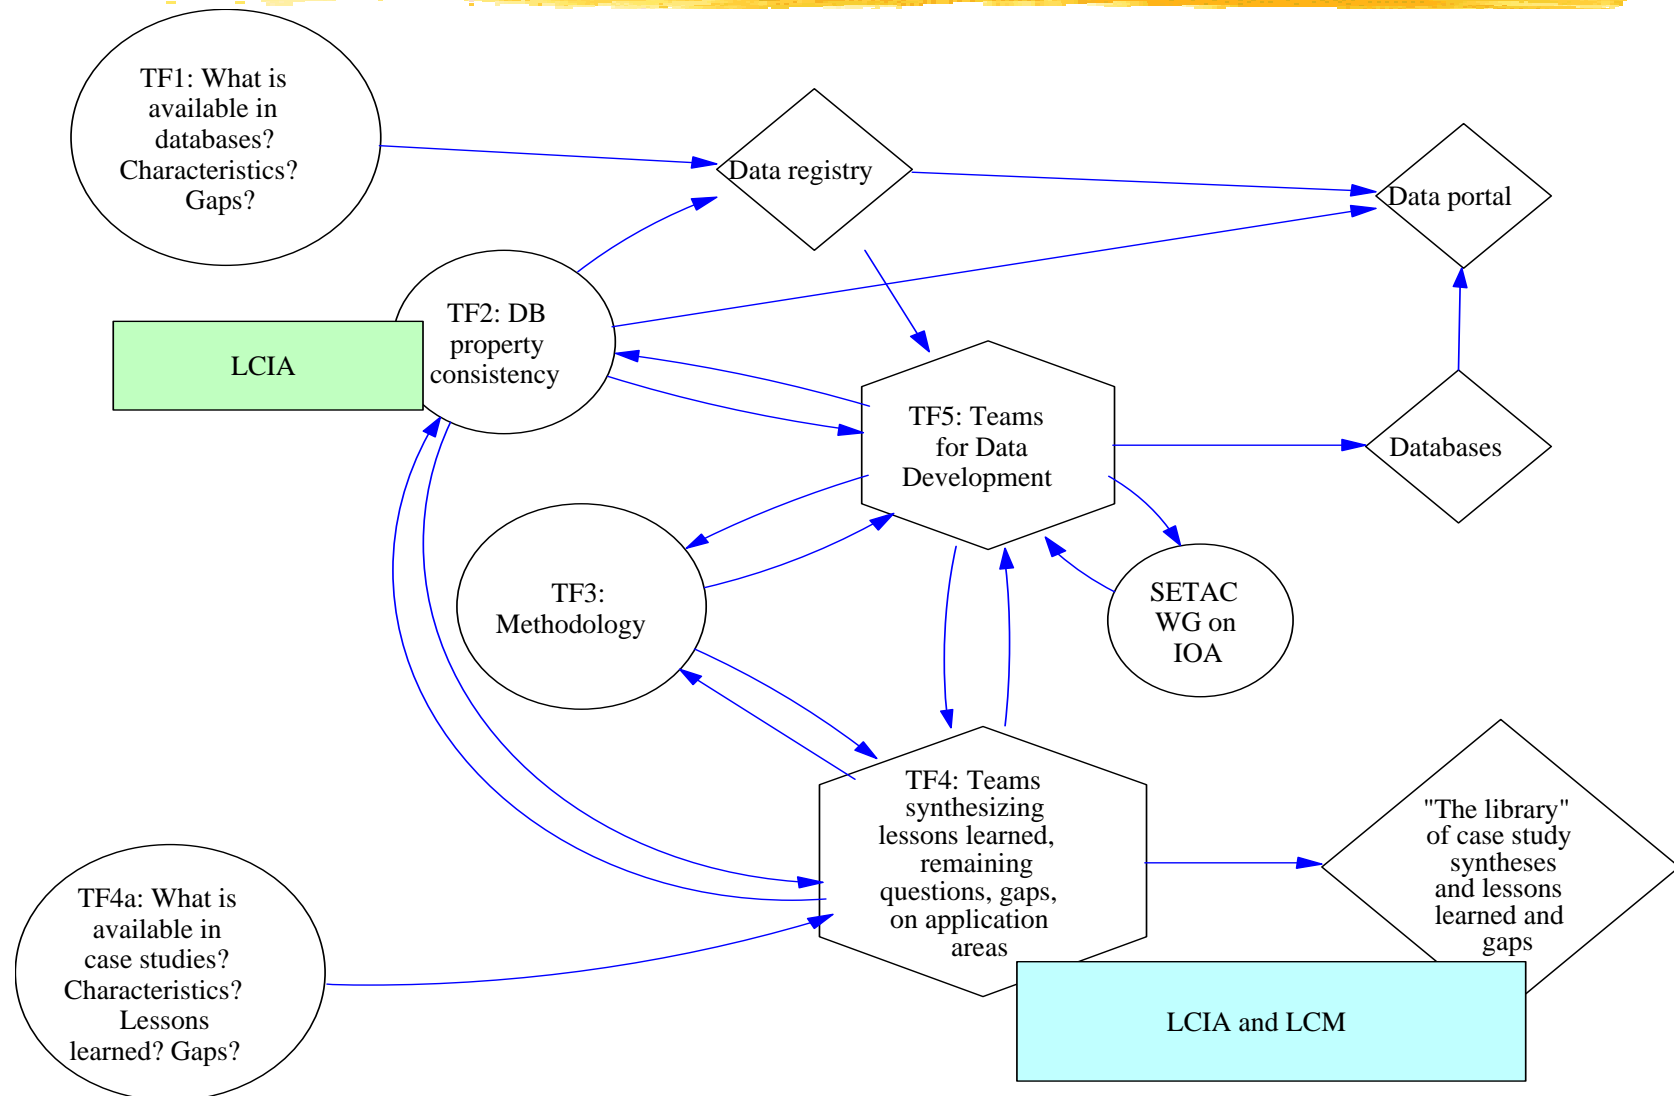 TF1: What is
available in
databases?
Characteristics?
Gaps?
Data registry
Data portal
TF2: DB
property
consistency
LCIA
TF5: Teams
for Data
Development
Databases
TF3:
Methodology
SETAC
WG on
IOA
TF4: Teams
synthesizing
lessons learned,
remaining
questions, gaps,
on application
areas
"The library"
of case study
syntheses
and lessons
learned and
gaps
TF4a: What is
available in
case studies?
Characteristics?
Lessons
learned? Gaps?
LCIA and LCM